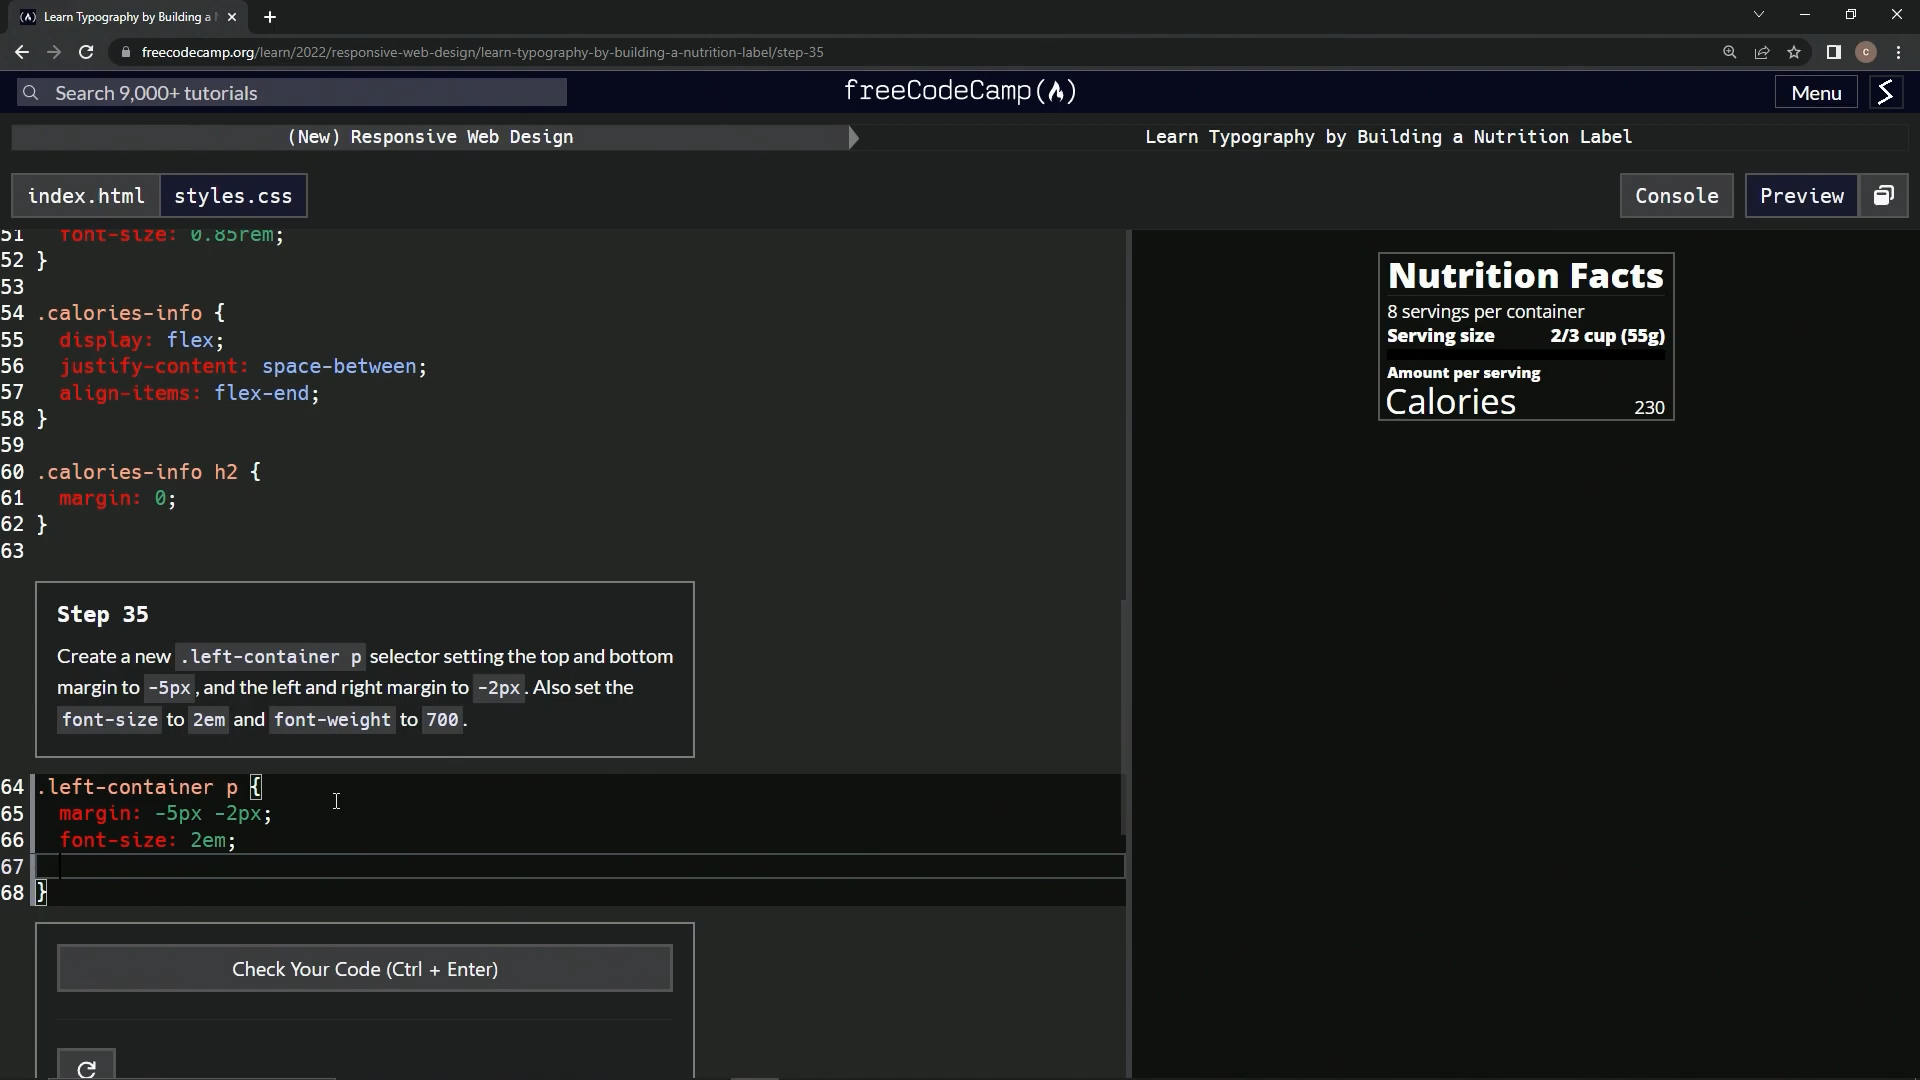 Learn Typography by Building a
freecodecamp.org/learn/2022/responsive-web-design/learn-typography-by-building-a-nutrition-label/step-35
c
Search 9,000+ tutorials
freeCodeCamp(🔥)
Menu
(New) Responsive Web Design
Learn Typography by Building a Nutrition Label
index.html
styles.css
Console
Preview
51 font-size: 0.85rem;
52 }
53
54 .calories-info {
55 display: flex;
56 justify-content: space-between;
57 align-items: flex-end;
58 }
59
60 .calories-info h2 {
61 margin: 0;
62 }
63
Step 35
Create a new .left-container p selector setting the top and bottom
margin to -5px, and the left and right margin to -2px. Also set the
font-size to 2em and font-weight to 700.
64 .left-container p {
65 margin: -5px -2px;
66 font-size: 2em;
67
68 }
Check Your Code (Ctrl + Enter)
Nutrition Facts
8 servings per container
Serving size 2/3 cup (55g)
Amount per serving
Calories 230